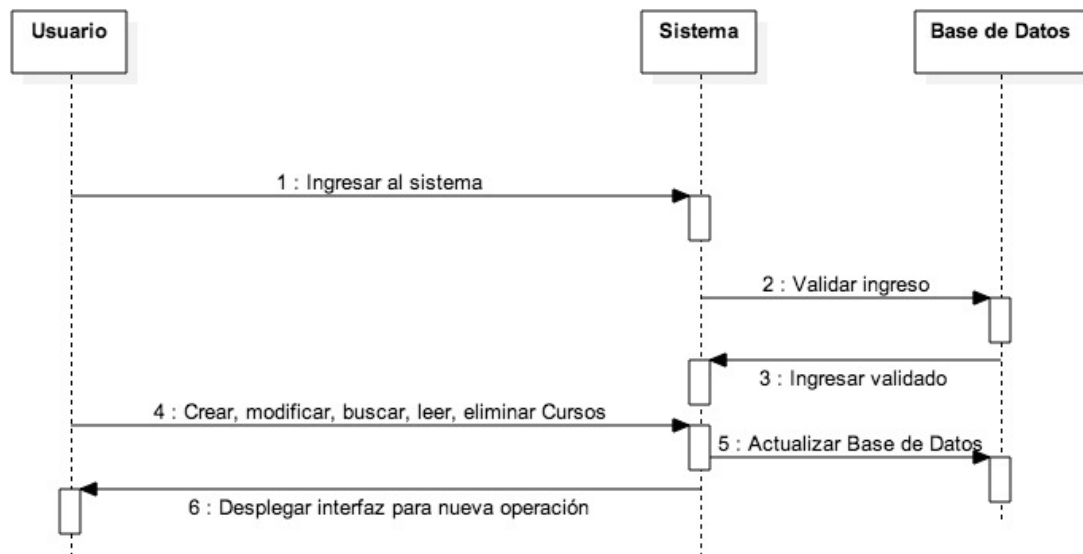 Usuario
Sistema
Base de Datos
1 : Ingresar al sistema
2 : Validar ingreso
3 : Ingresar validado
4 : Crear, modificar, buscar, leer, eliminar Cursos
5 : Actualizar Base de Datos
6 : Desplegar interfaz para nueva operación